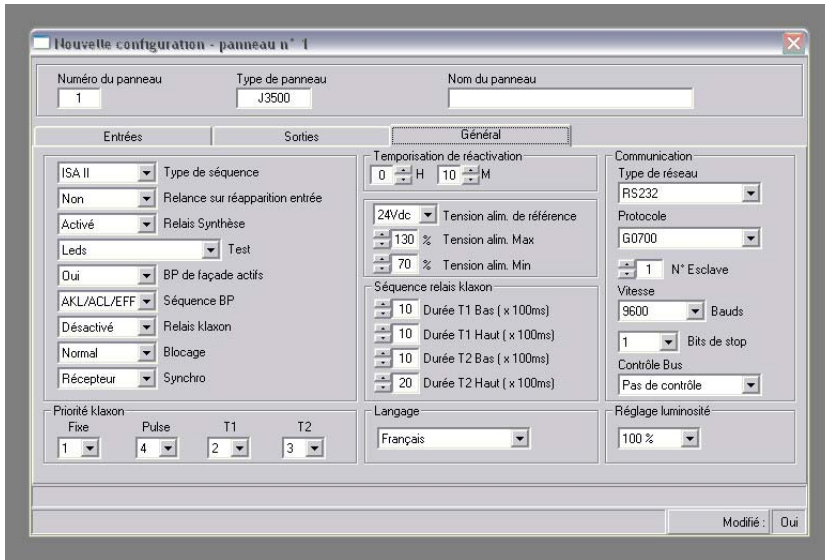 Nouvelle configuration - panneau n° 1
Numéro du panneau
Type de panneau
Nom du panneau
1
J3500
Entrées
Sorties
Général
ISA II Type de séquence
Non Relance sur réapparition entrée
Activé Relais Synthèse
Leds Test
Oui BP de façade actifs
AKL/ACL/EFF Séquence BP
Désactivé Relais klaxon
Normal Blocage
Récepteur Synchro
Temporisation de réactivation
0 H 10 M
24Vdc Tension alim. de référence
130 % Tension alim. Max
70 % Tension alim. Min
Séquence relais klaxon
10 Durée T1 Bas ( x 100ms)
10 Durée T1 Haut ( x 100ms)
10 Durée T2 Bas ( x 100ms)
20 Durée T2 Haut ( x 100ms)
Communication
Type de réseau
RS232
Protocole
G0700
1 N° Esclave
Vitesse
9600 Bauds
1 Bits de stop
Contrôle Bus
Pas de contrôle
Priorité klaxon
Fixe Pulse T1 T2
1 4 2 3
Langage
Français
Réglage luminosité
100 %
Modifié : Oui